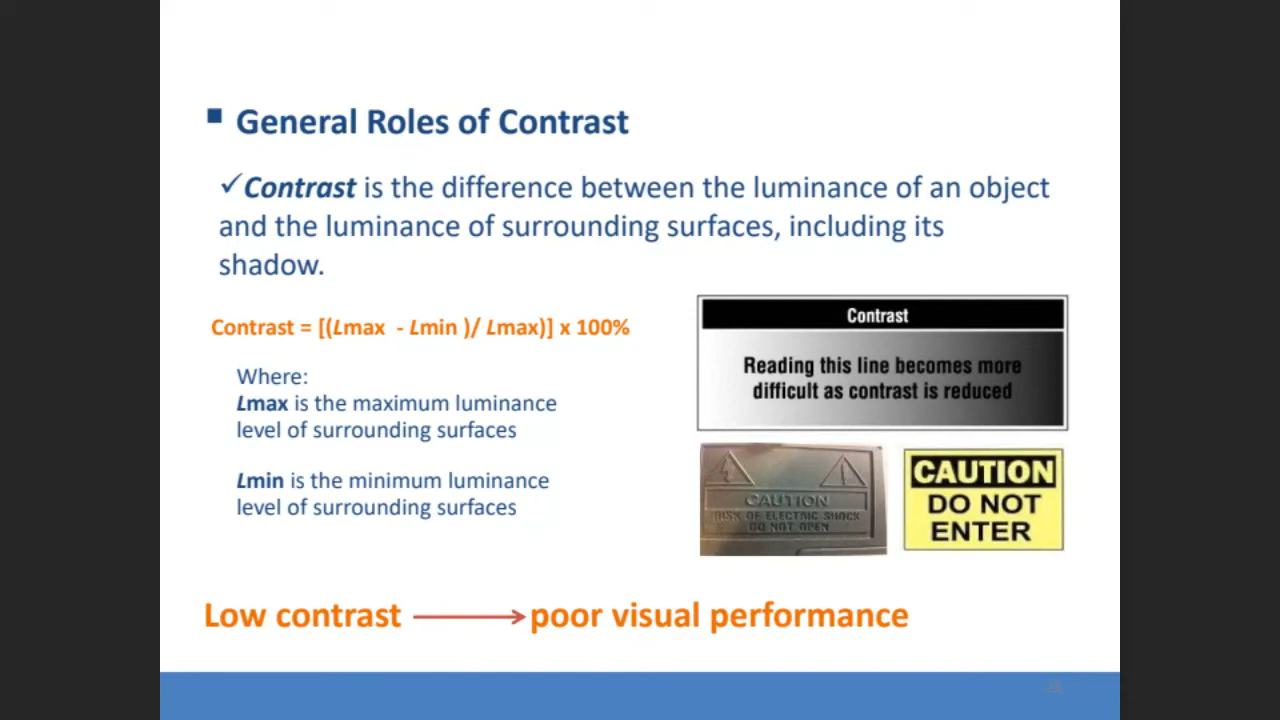 ▪ General Roles of Contrast
✓Contrast is the difference between the luminance of an object
and the luminance of surrounding surfaces, including its
shadow.
Contrast = [(Lmax - Lmin )/ Lmax)] x 100%
Where:
Lmax is the maximum luminance
level of surrounding surfaces
Lmin is the minimum luminance
level of surrounding surfaces
Contrast
Reading this line becomes more
difficult as contrast is reduced
CAUTION
RISK OF ELECTRIC SHOCK
DO NOT OPEN
CAUTION
DO NOT
ENTER
Low contrast → poor visual performance